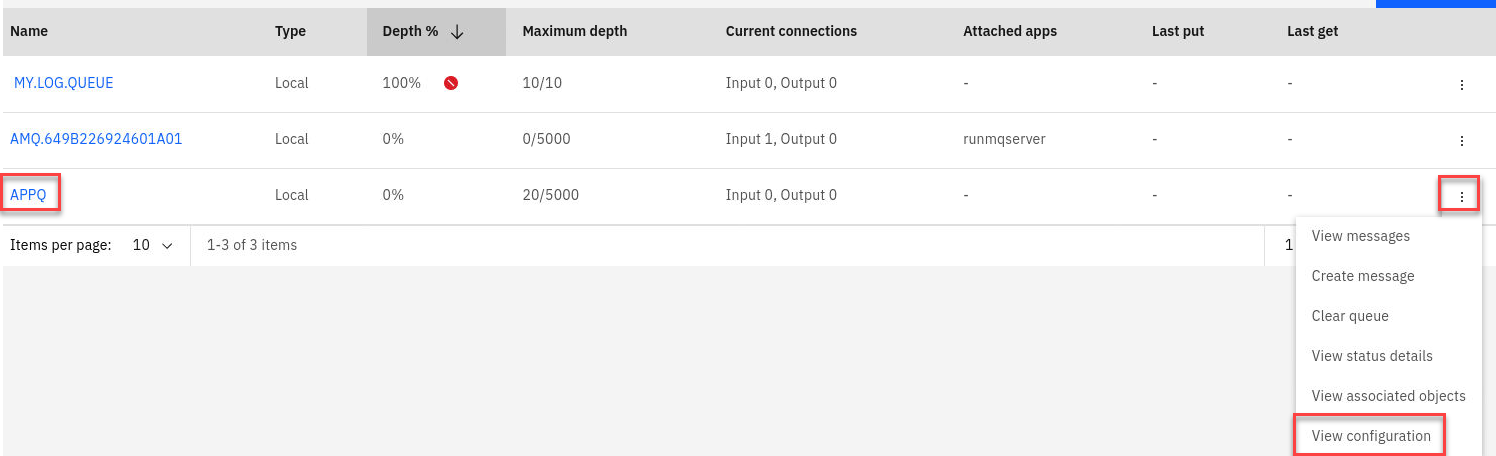 Name Type Depth % Maximum depth Current connections Attached apps Last put Last get
MY.LOG.QUEUE Local 100% 10/10 Input 0, Output 0 - - -
AMQ.649B226924601A01 Local 0% 0/5000 Input 1, Output 0 runmqserver - -
APPQ Local 0% 20/5000 Input 0, Output 0 - - -
Items per page: 10 1-3 of 3 items 1
View messages
Create message
Clear queue
View status details
View associated objects
View configuration